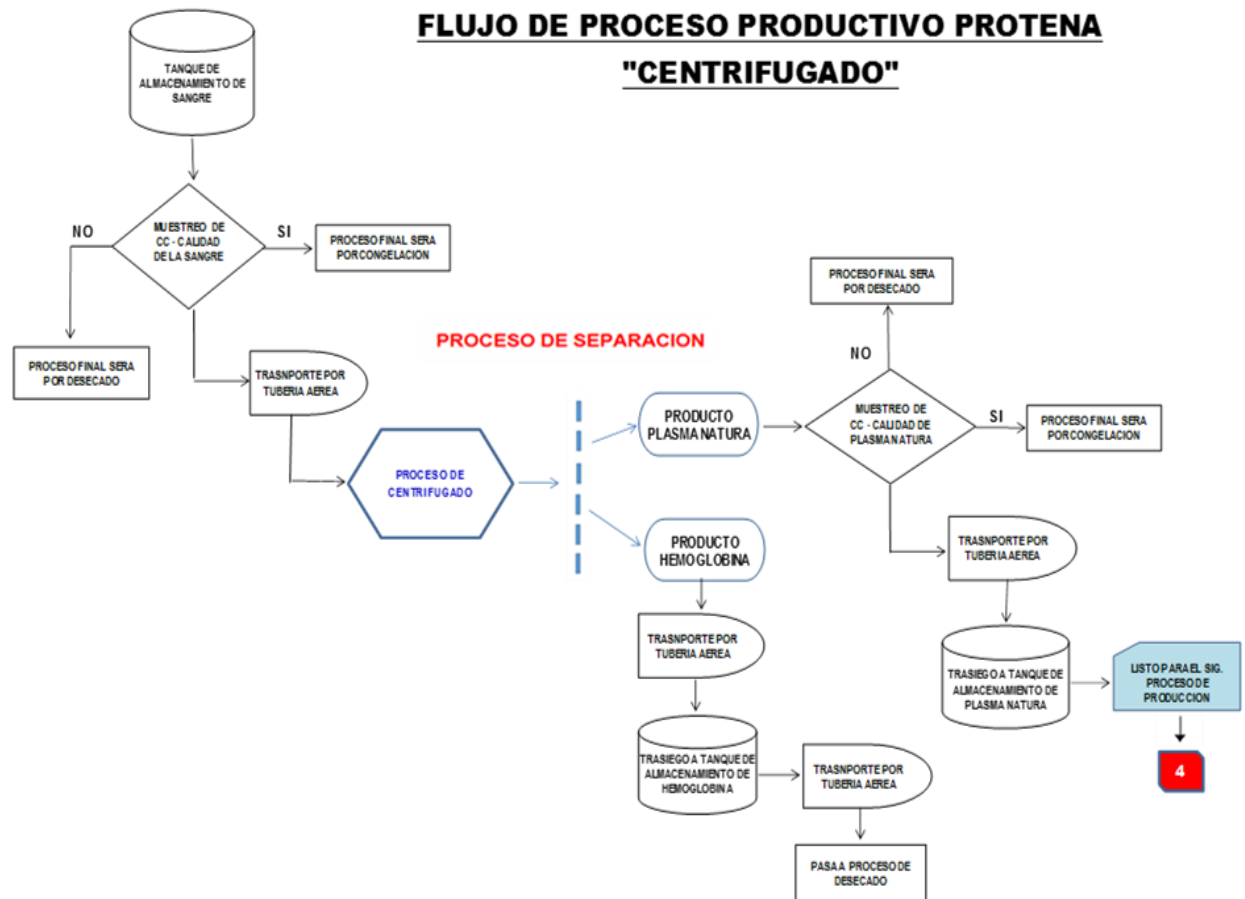 FLUJO DE PROCESO PRODUCTIVO PROTENA
"CENTRIFUGADO"
TANQUE DE
ALMACENAMIENTO DE
SANGRE
MUESTREO DE
CC - CALIDAD
DE LA SANGRE
NO
SI
PROCESO FINAL SERA
POR CONGELACION
PROCESO FINAL SERA
POR DESECADO
TRASNPORTE POR
TUBERIA AEREA
PROCESO DE
CENTRIFUGADO
PROCESO DE SEPARACION
PRODUCTO
PLASMA NATURA
PRODUCTO
HEMOGLOBINA
PROCESO FINAL SERA
POR DESECADO
NO
MUESTREO DE
CC - CALIDAD DE
PLASMA NATURA
SI
PROCESO FINAL SERA
POR CONGELACION
TRASNPORTE POR
TUBERIA AEREA
TRASIEGO A TANQUE DE
ALMACENAMIENTO DE
PLASMA NATURA
LISTO PARA EL SIG.
PROCESO DE
PRODUCCION
4
TRASNPORTE POR
TUBERIA AEREA
TRASIEGO A TANQUE DE
ALMACENAMIENTO DE
HEMOGLOBINA
TRASNPORTE POR
TUBERIA AEREA
PASA A PROCESO DE
DESECADO